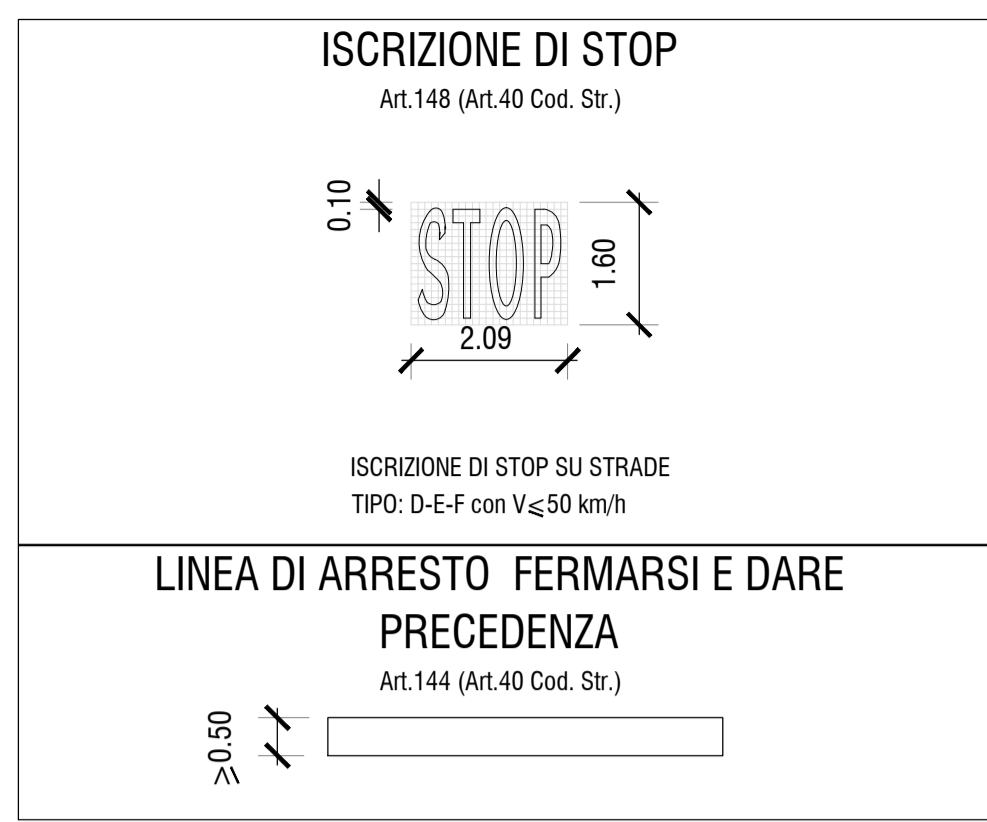 ISCRIZIONE DI STOP
Art.148 (Art.40 Cod. Str.)
0.10
STOP
1.60
2.09
ISCRIZIONE DI STOP SU STRADE
TIPO: D-E-F con V⩽50 km/h
LINEA DI ARRESTO FERMARSI E DARE
PRECEDENZA
Art.144 (Art.40 Cod. Str.)
⩾0.50